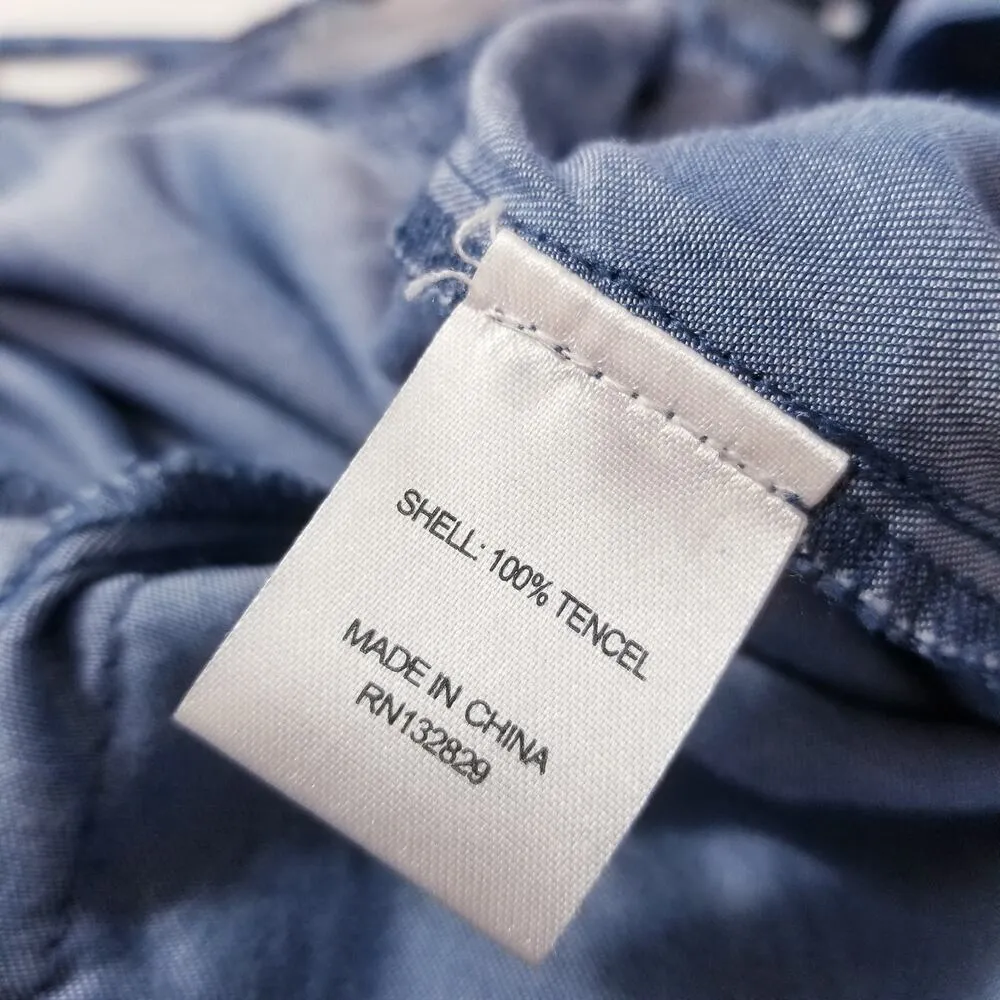 SHELL: 100% TENCEL
MADE IN CHINA
RN132829